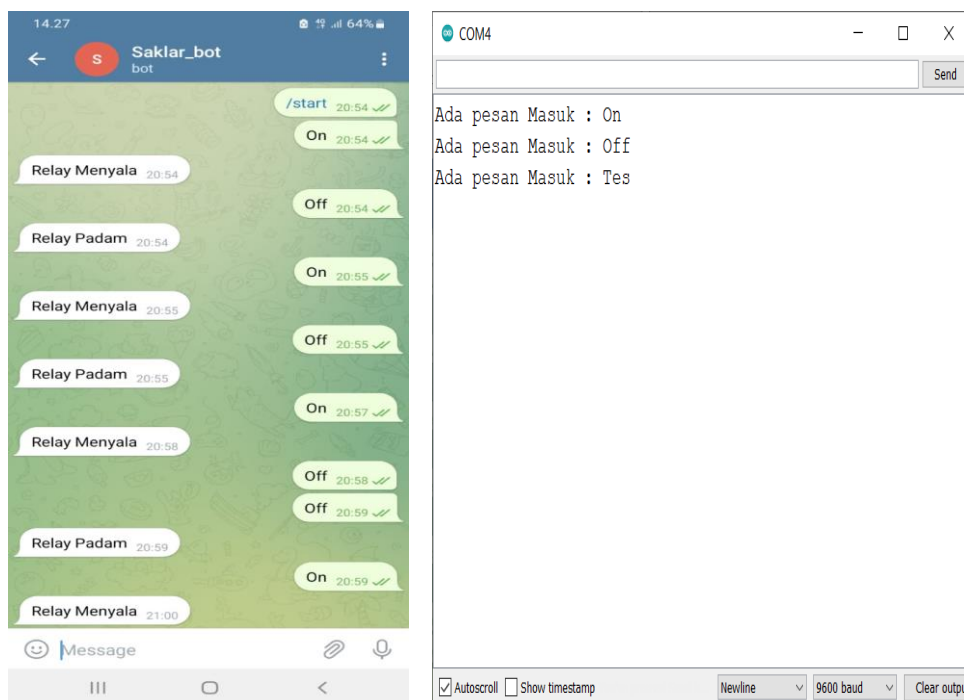 14.27
4G .ıl 64%
S
Saklar_bot
bot
/start 20:54
On 20:54
Relay Menyala 20:54
Off 20:54
Relay Padam 20:54
On 20:55
Relay Menyala 20:55
Off 20:55
Relay Padam 20:55
On 20:57
Relay Menyala 20:58
Off 20:58
Off 20:59
Relay Padam 20:59
On 20:59
Relay Menyala 21:00
Message
COM4
Send
Ada pesan Masuk : On
Ada pesan Masuk : Off
Ada pesan Masuk : Tes
Autoscroll Show timestamp Newline 9600 baud Clear outpu